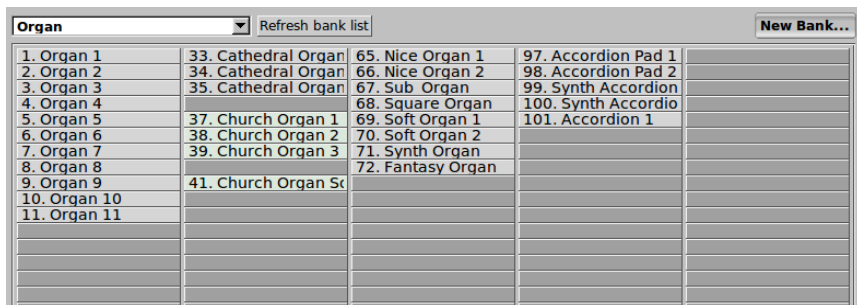 Organ
Refresh bank list
New Bank...
1. Organ 1
2. Organ 2
3. Organ 3
4. Organ 4
5. Organ 5
6. Organ 6
7. Organ 7
8. Organ 8
9. Organ 9
10. Organ 10
11. Organ 11
33. Cathedral Organ
34. Cathedral Organ
35. Cathedral Organ
37. Church Organ 1
38. Church Organ 2
39. Church Organ 3
41. Church Organ So
65. Nice Organ 1
66. Nice Organ 2
67. Sub Organ
68. Square Organ
69. Soft Organ 1
70. Soft Organ 2
71. Synth Organ
72. Fantasy Organ
97. Accordion Pad 1
98. Accordion Pad 2
99. Synth Accordion
100. Synth Accordio
101. Accordion 1